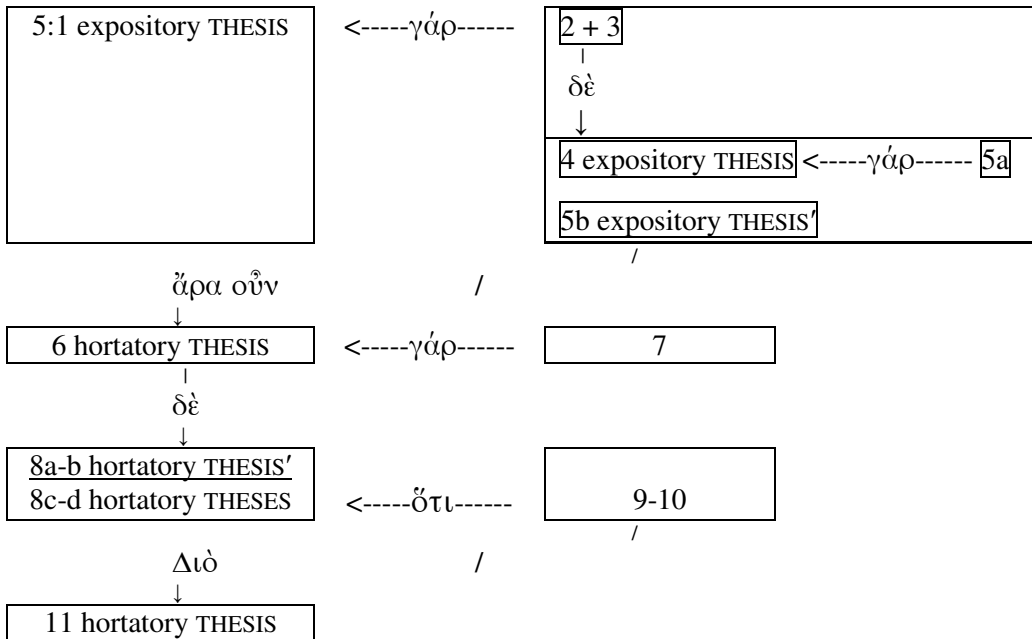 5:1 expository THESIS <-----γάρ------ 2 + 3
δὲ
↓
4 expository THESIS <-----γάρ------ 5a
5b expository THESIS′
/
ἄρα οὖν /
↓
6 hortatory THESIS <-----γάρ------ 7
δὲ
↓
8a-b hortatory THESIS′
8c-d hortatory THESES <-----ὅτι------ 9-10
/
Διὸ /
↓
11 hortatory THESIS